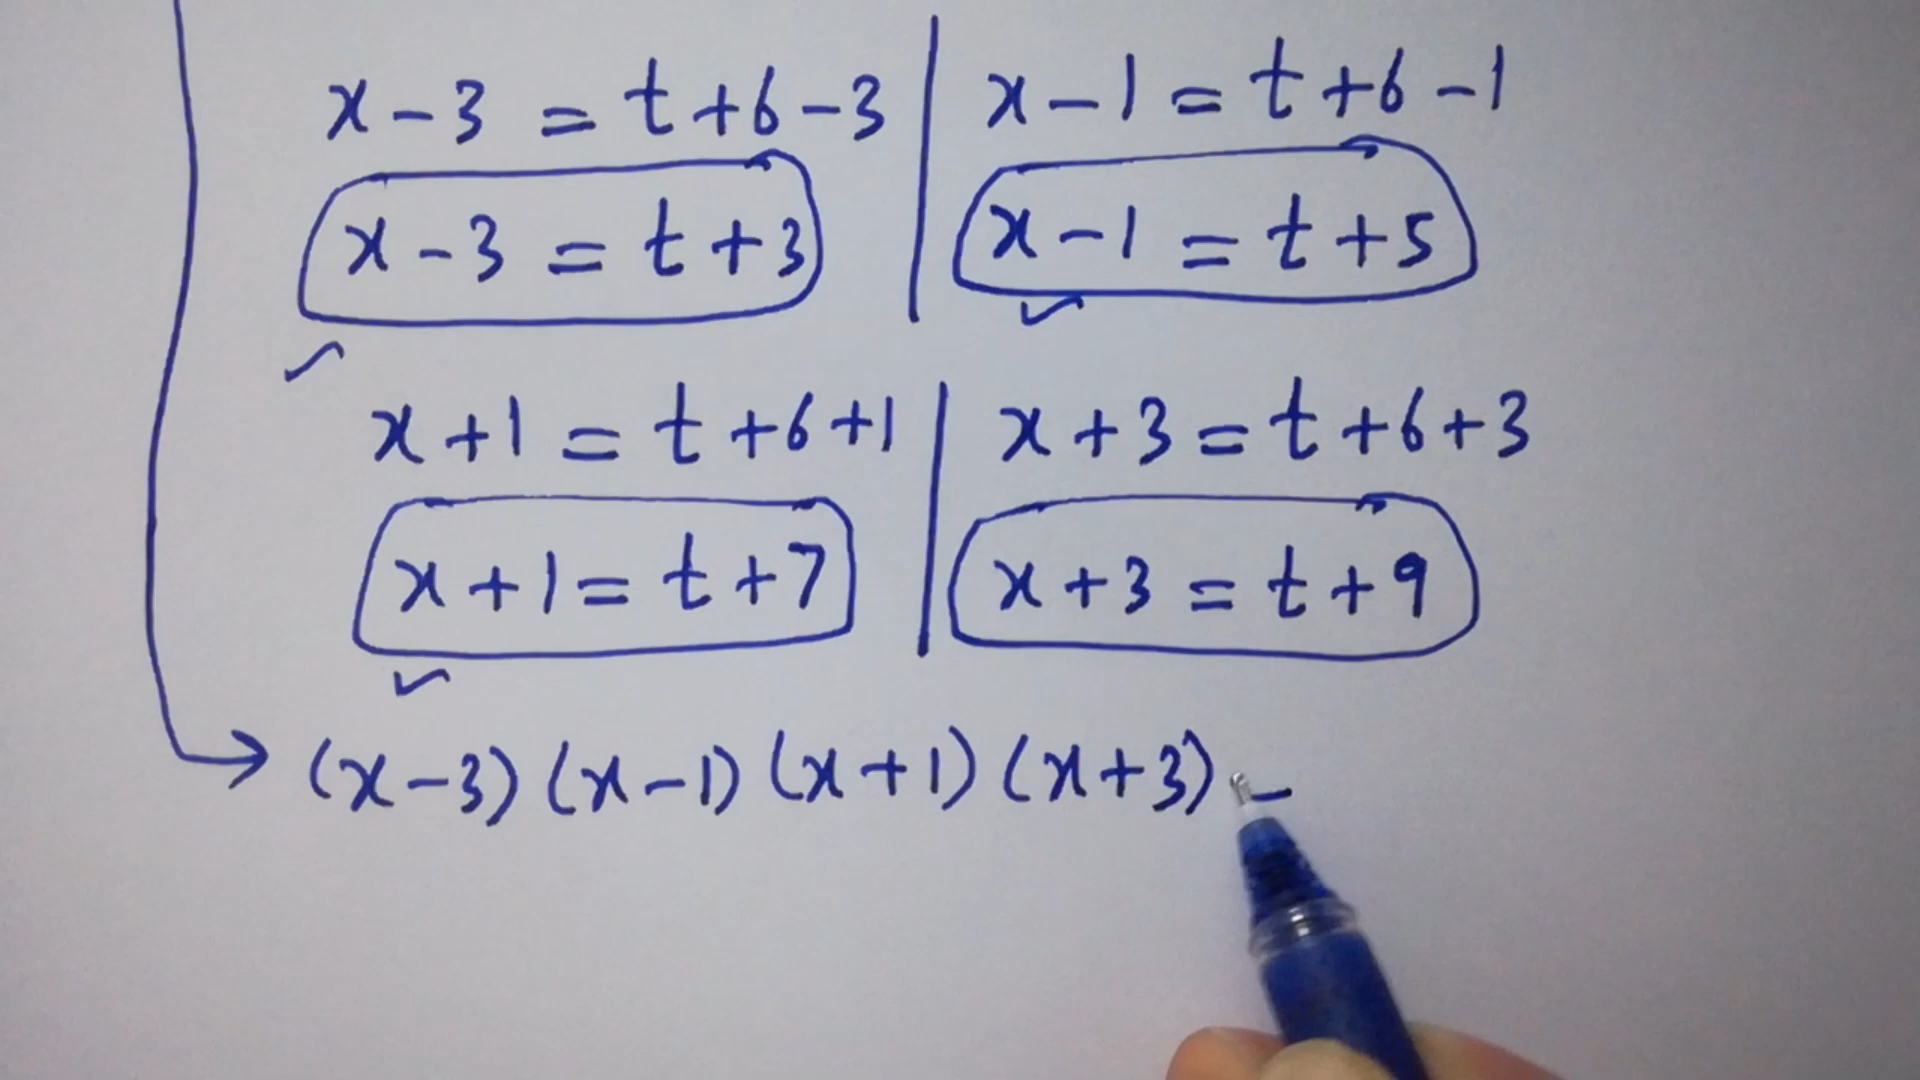 x - 3 = t + 6 - 3 | x - 1 = t + 6 - 1
x - 3 = t + 3 | x - 1 = t + 5
x + 1 = t + 6 + 1 | x + 3 = t + 6 + 3
x + 1 = t + 7 | x + 3 = t + 9
→ (x - 3) (x - 1) (x + 1) (x + 3) -